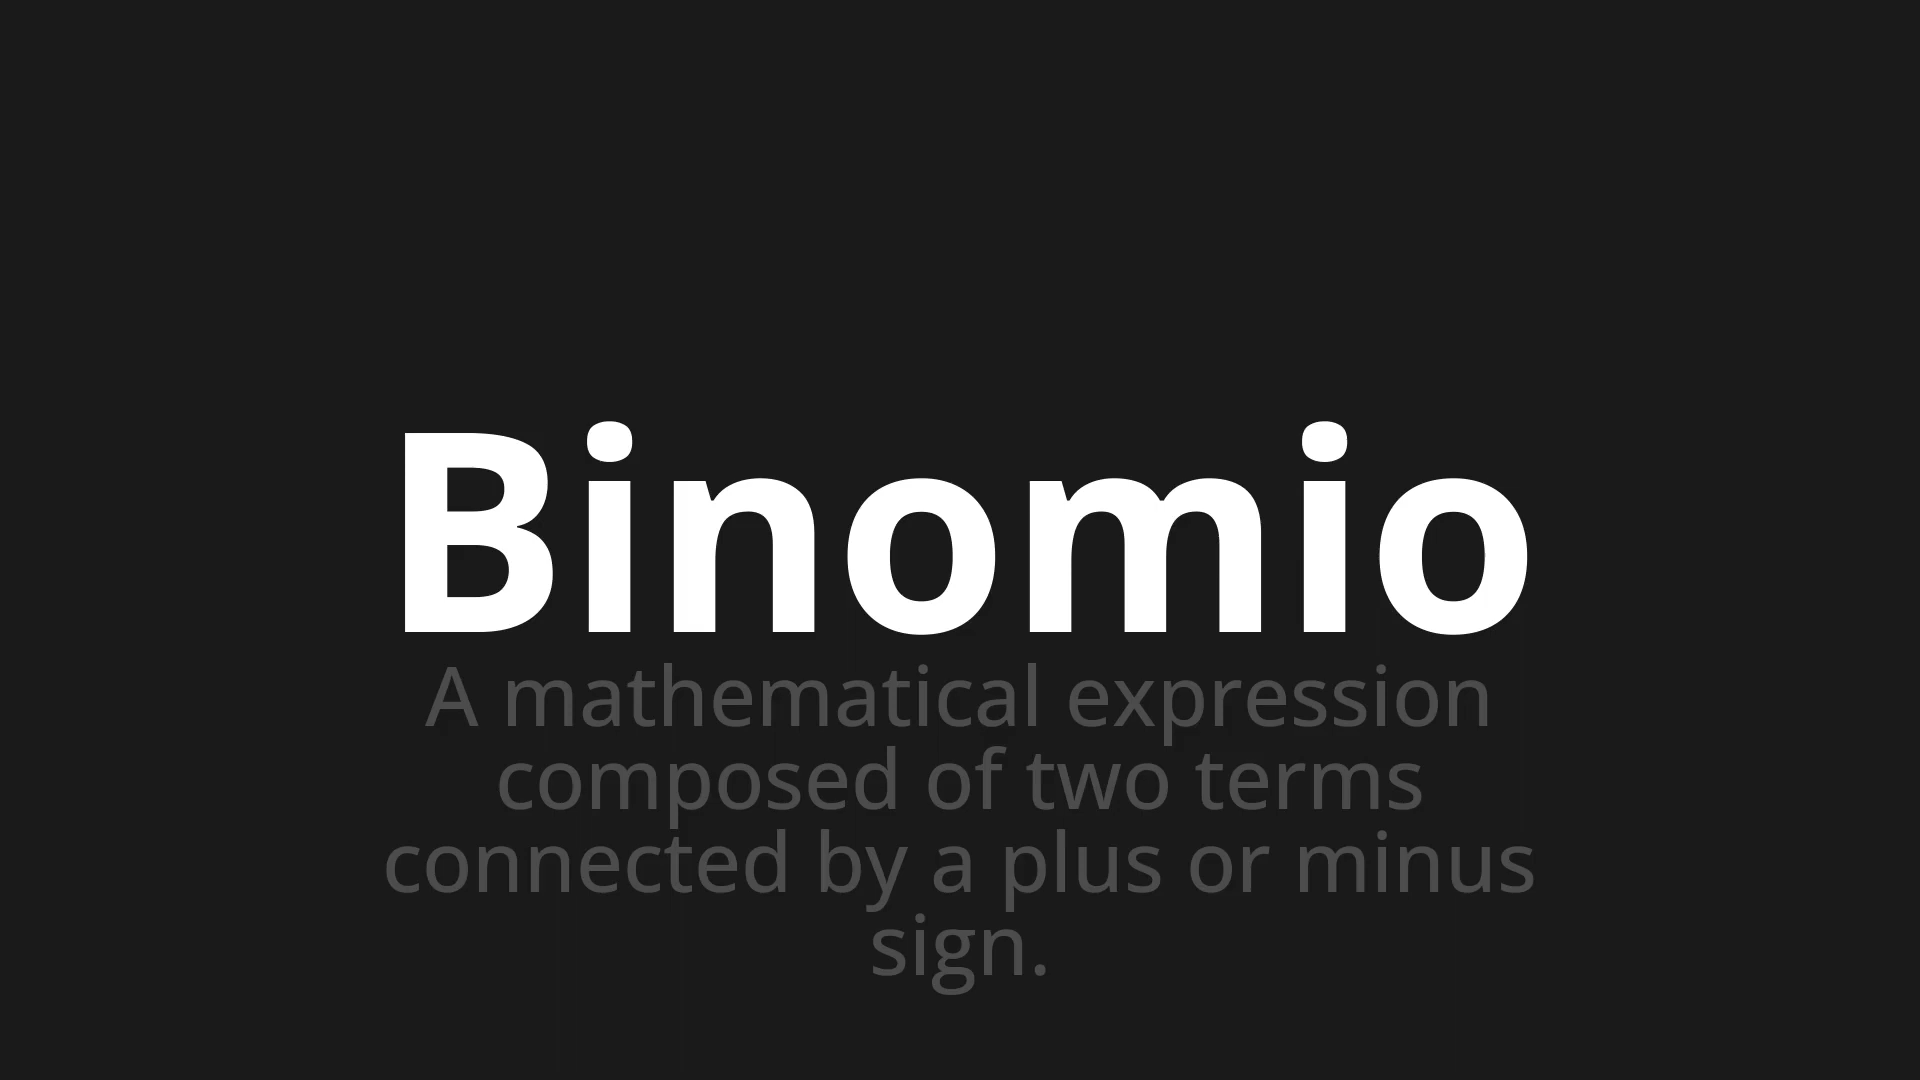 Binomio
A mathematical expression
composed of two terms
connected by a plus or minus
sign.